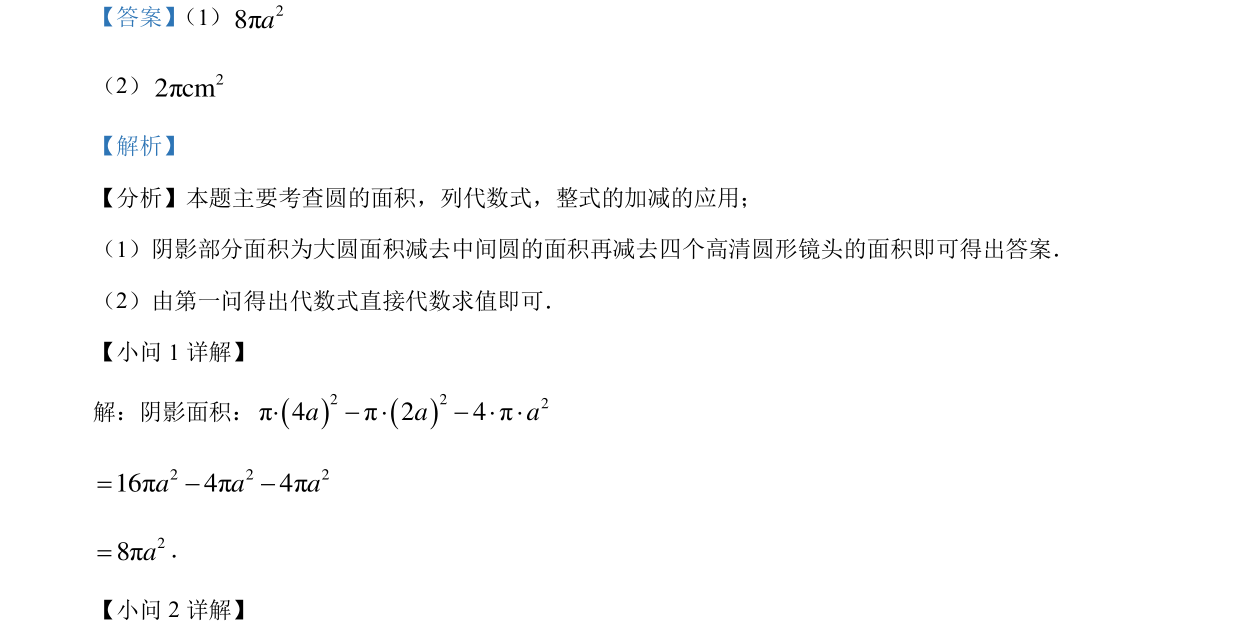 【答案】（1）8πa²
（2）2πcm²
【解析】
【分析】本题主要考查圆的面积，列代数式，整式的加减的应用；
（1）阴影部分面积为大圆面积减去中间圆的面积再减去四个高清圆形镜头的面积即可得出答案．
（2）由第一问得出代数式直接代数求值即可．
【小问 1 详解】
解：阴影面积：π·(4a)²－π·(2a)²－4·π·a²
=16πa²－4πa²－4πa²
=8πa²．
【小问 2 详解】